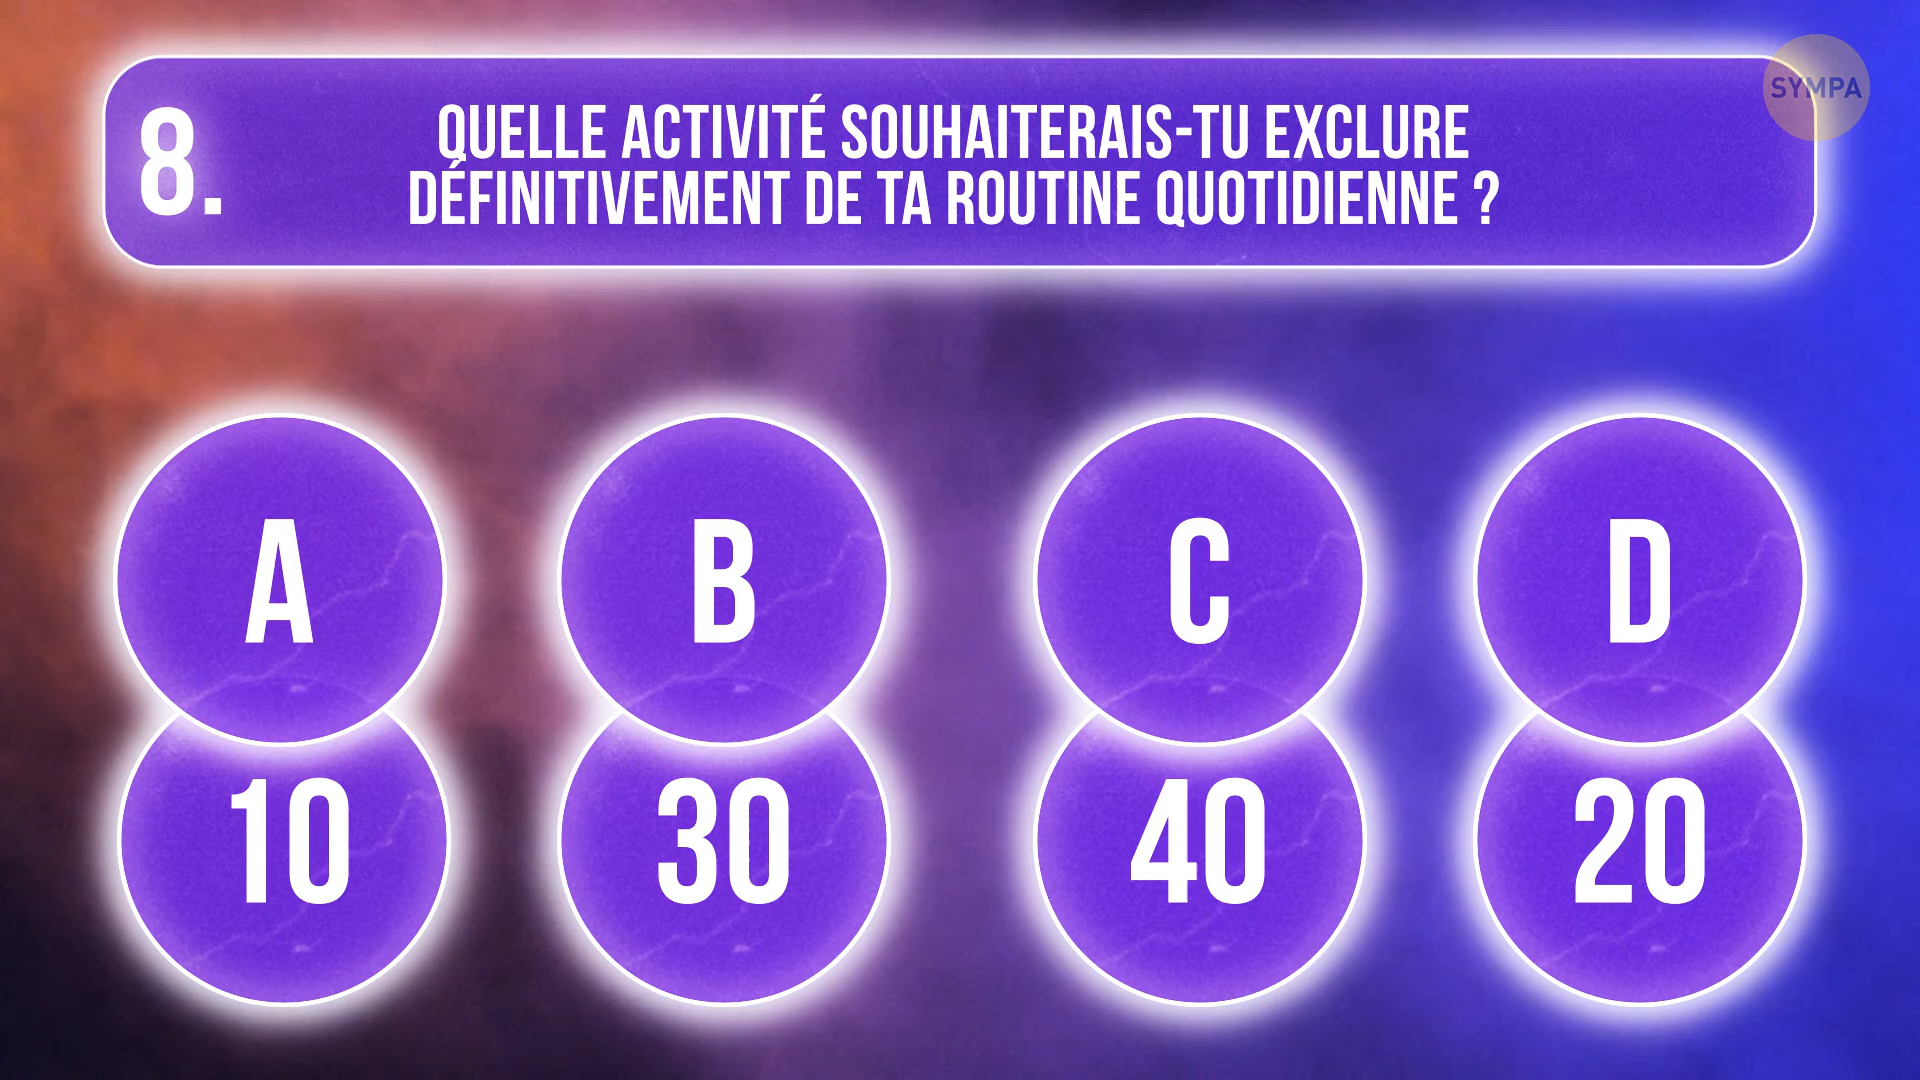 SYMPA
8.
QUELLE ACTIVITÉ SOUHAITERAIS-TU EXCLURE
DÉFINITIVEMENT DE TA ROUTINE QUOTIDIENNE ?
A
B
C
D
10
30
40
20